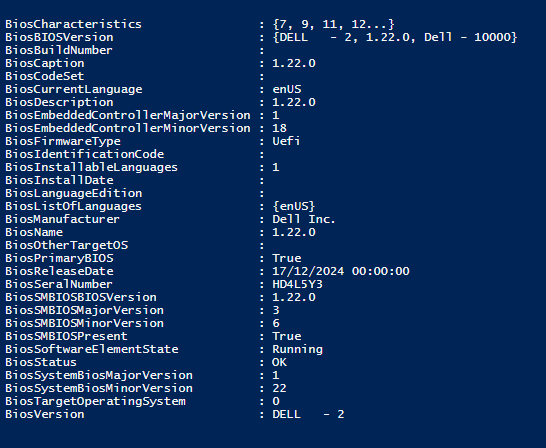 BiosCharacteristics : {7, 9, 11, 12...}
BiosBIOSVersion : {DELL   - 2, 1.22.0, Dell - 10000}
BiosBuildNumber :
BiosCaption : 1.22.0
BiosCodeSet :
BiosCurrentLanguage : enUS
BiosDescription : 1.22.0
BiosEmbeddedControllerMajorVersion : 1
BiosEmbeddedControllerMinorVersion : 18
BiosFirmwareType : Uefi
BiosIdentificationCode :
BiosInstallableLanguages : 1
BiosInstallDate :
BiosLanguageEdition :
BiosListOfLanguages : {enUS}
BiosManufacturer : Dell Inc.
BiosName : 1.22.0
BiosOtherTargetOS :
BiosPrimaryBIOS : True
BiosReleaseDate : 17/12/2024 00:00:00
BiosSeralNumber : HD4L5Y3
BiosSMBIOSBIOSVersion : 1.22.0
BiosSMBIOSMajorVersion : 3
BiosSMBIOSMinorVersion : 6
BiosSMBIOSPresent : True
BiosSoftwareElementState : Running
BiosStatus : OK
BiosSystemBiosMajorVersion : 1
BiosSystemBiosMinorVersion : 22
BiosTargetOperatingSystem : 0
BiosVersion : DELL   - 2